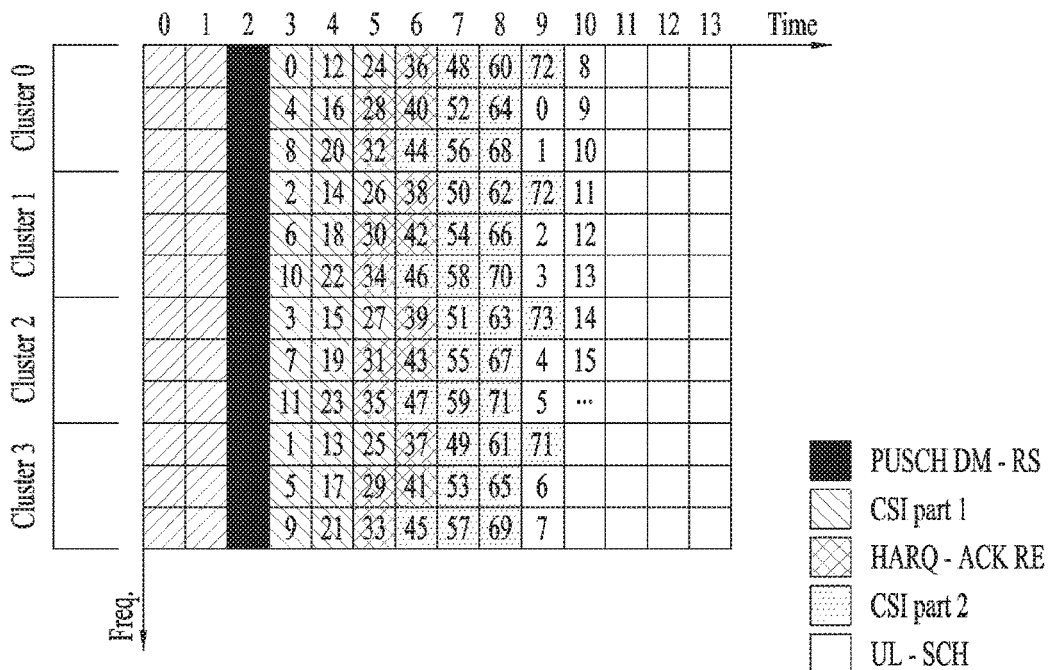 0 1 2 3 4 5 6 7 8 9 10 11 12 13 Time
Cluster 0
0 12 24 36 48 60 72 8
4 16 28 40 52 64 0 9
8 20 32 44 56 68 1 10
Cluster 1
2 14 26 38 50 62 72 11
6 18 30 42 54 66 2 12
10 22 34 46 58 70 3 13
Cluster 2
3 15 27 39 51 63 73 14
7 19 31 43 55 67 4 15
11 23 35 47 59 71 5 ...
Cluster 3
1 13 25 37 49 61 71
5 17 29 41 53 65 6
9 21 33 45 57 69 7
Freq.
PUSCH DM - RS
CSI part 1
HARQ - ACK RE
CSI part 2
UL - SCH